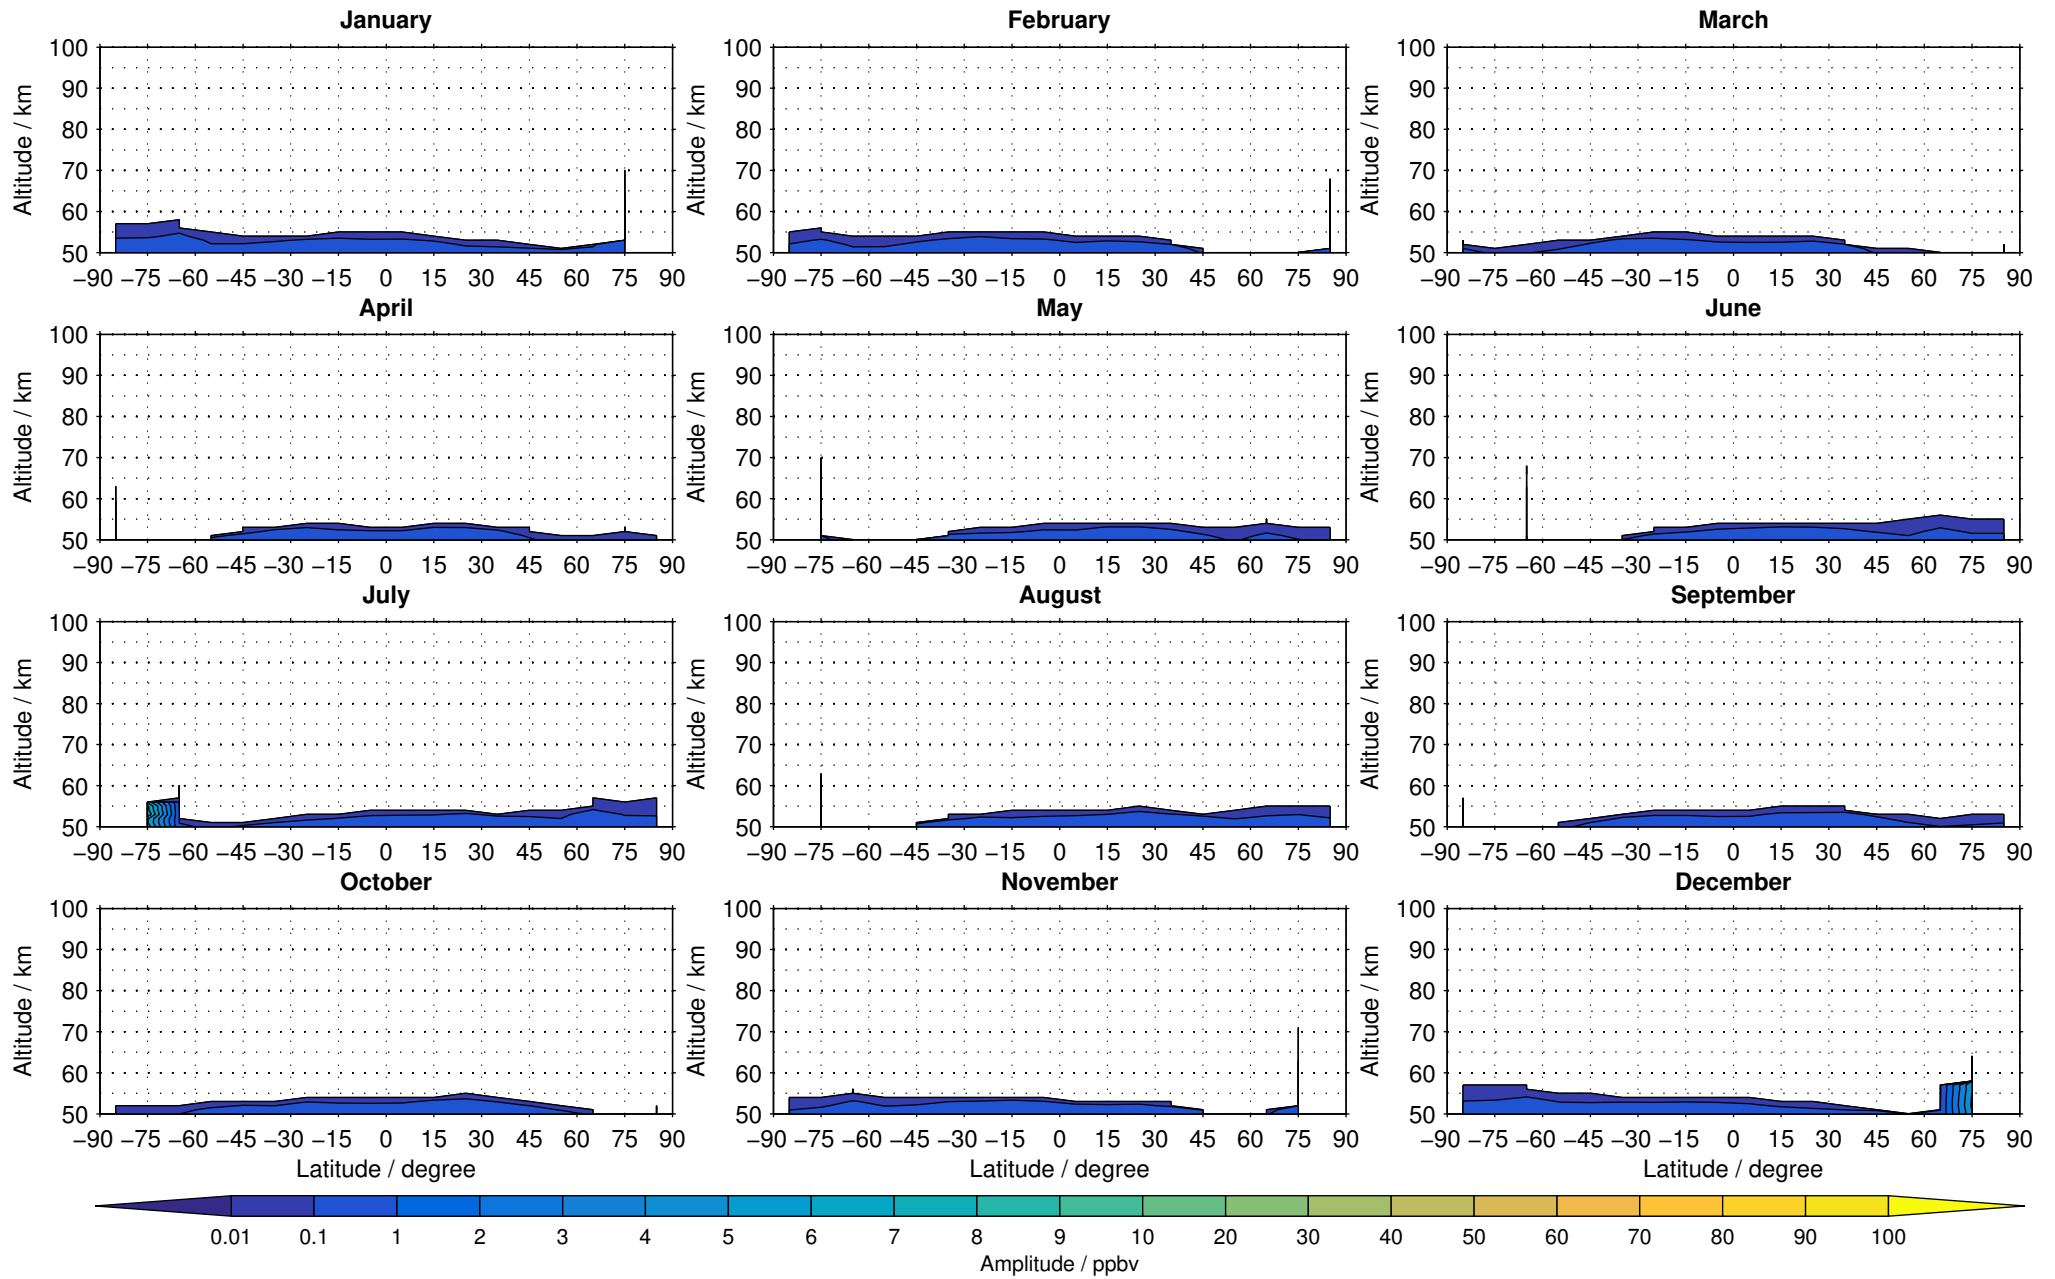 January February March
100 100 100
90 90 90
80 80 80
70 70 70
60 60 60
50 50 50
Altitude / km Altitude / km Altitude / km
−90 −75 −60 −45 −30 −15 0 15 30 45 60 75 90 −90 −75 −60 −45 −30 −15 0 15 30 45 60 75 90 −90 −75 −60 −45 −30 −15 0 15 30 45 60 75 90
April May June
100 100 100
90 90 90
80 80 80
70 70 70
60 60 60
50 50 50
Altitude / km Altitude / km Altitude / km
−90 −75 −60 −45 −30 −15 0 15 30 45 60 75 90 −90 −75 −60 −45 −30 −15 0 15 30 45 60 75 90 −90 −75 −60 −45 −30 −15 0 15 30 45 60 75 90
July August September
100 100 100
90 90 90
80 80 80
70 70 70
60 60 60
50 50 50
Altitude / km Altitude / km Altitude / km
−90 −75 −60 −45 −30 −15 0 15 30 45 60 75 90 −90 −75 −60 −45 −30 −15 0 15 30 45 60 75 90 −90 −75 −60 −45 −30 −15 0 15 30 45 60 75 90
October November December
100 100 100
90 90 90
80 80 80
70 70 70
60 60 60
50 50 50
Altitude / km Altitude / km Altitude / km
−90 −75 −60 −45 −30 −15 0 15 30 45 60 75 90 −90 −75 −60 −45 −30 −15 0 15 30 45 60 75 90 −90 −75 −60 −45 −30 −15 0 15 30 45 60 75 90
Latitude / degree Latitude / degree Latitude / degree
0.01 0.1 1 2 3 4 5 6 7 8 9 10 20 30 40 50 60 70 80 90 100
Amplitude / ppbv